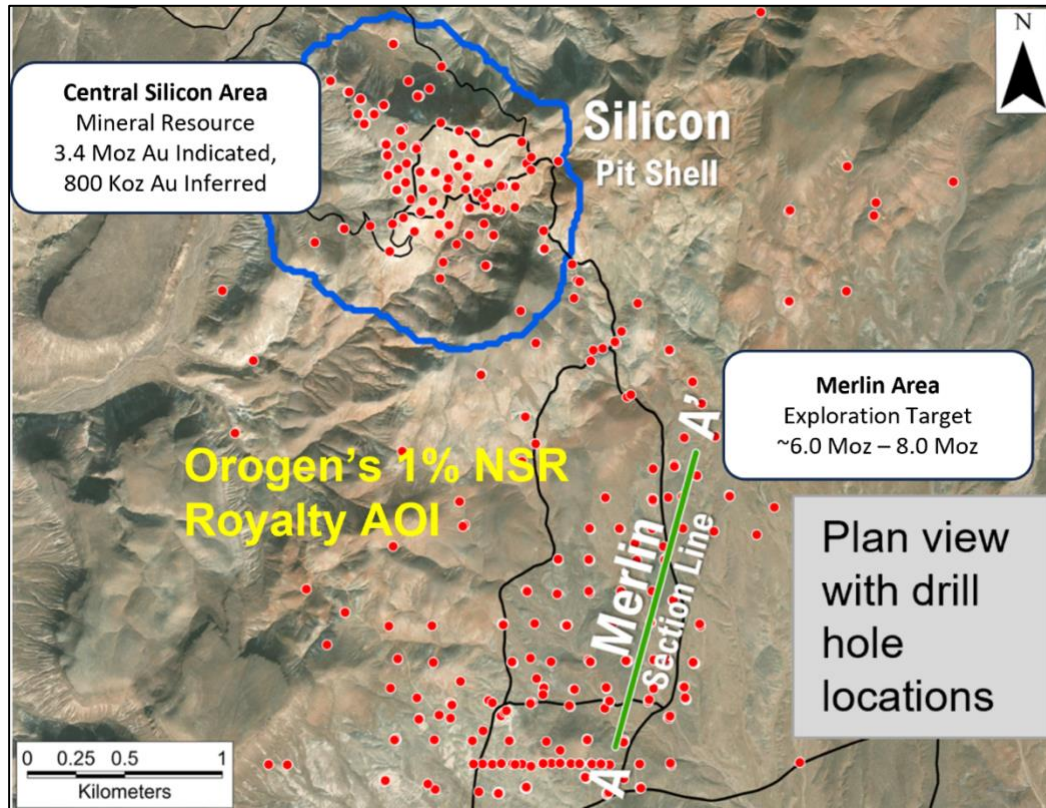 N
Central Silicon Area
Mineral Resource
3.4 Moz Au Indicated,
800 Koz Au Inferred
Silicon
Pit Shell
Merlin Area
Exploration Target
~6.0 Moz – 8.0 Moz
A'
Orogen’s 1% NSR
Royalty AOI
Merlin
Section Line
A
Plan view
with drill
hole
locations
0 0.25 0.5 1
Kilometers